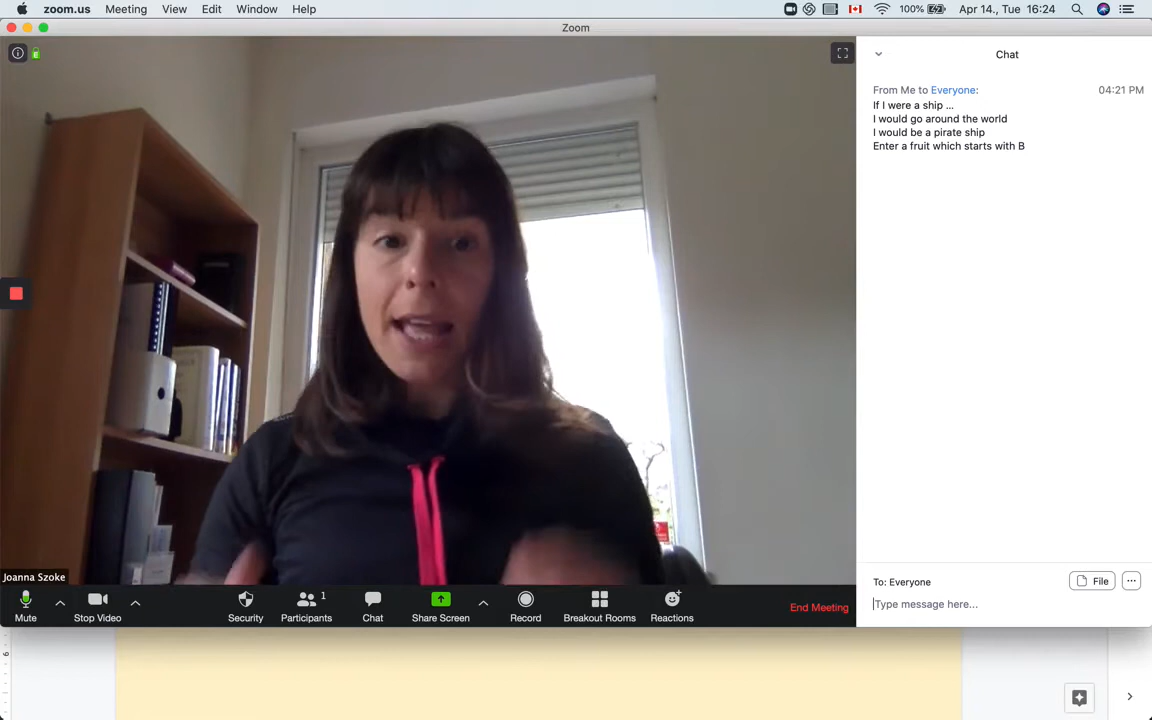 zoom.us Meeting View Edit Window Help 100% Apr 14., Tue 16:24
Zoom
Chat
From Me to Everyone: 04:21 PM
If I were a ship ...
I would go around the world
I would be a pirate ship
Enter a fruit which starts with B
Joanna Szoke
To: Everyone File
Type message here...
Mute Stop Video Security Participants 1 Chat Share Screen Record Breakout Rooms Reactions End Meeting
9